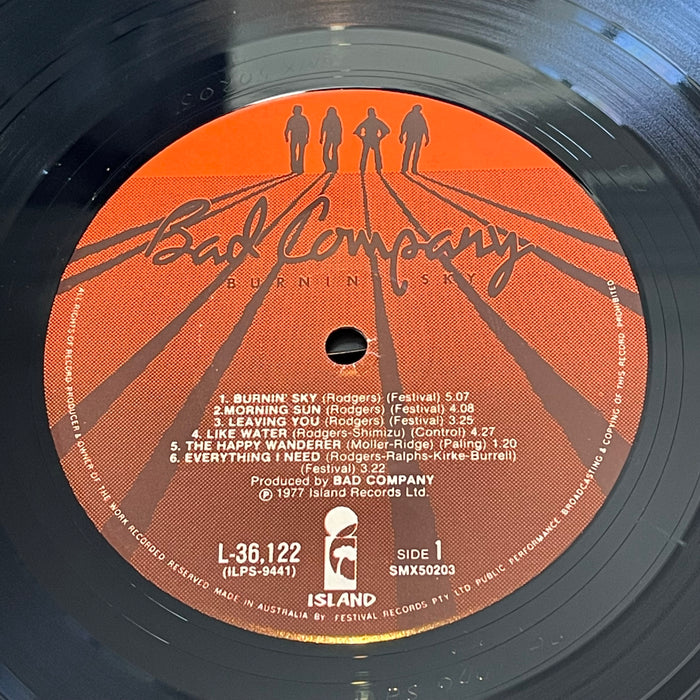 Bad Company
BURNIN' SKY
1. BURNIN' SKY (Rodgers) (Festival) 5.07
2.MORNING SUN (Rodgers) (Festival) 4.08
3. LEAVING YOU (Rodgers) (Festival) 3.25
4. LIKE WATER (Rodgers-Shimizu) (Control) 4.27
5. THE HAPPY WANDERER (Moller-Ridge) (Paling) 1.20
6. EVERYTHING I NEED (Rodgers-Ralphs-Kirke-Burrell)
(Festival) 3.22
Produced by BAD COMPANY
Ⓟ 1977 Island Records Ltd.
L-36,122
(ILPS-9441)
SIDE 1
SMX50203
ISLAND
ALL RIGHTS OF RECORD PRODUCER & OWNER OF THE WORK RECORDED RESERVED MADE IN AUSTRALIA BY FESTIVAL RECORDS PTY LTD PUBLIC PERFORMANCE, BROADCASTING & COPYING OF THIS RECORD PROHIBITED